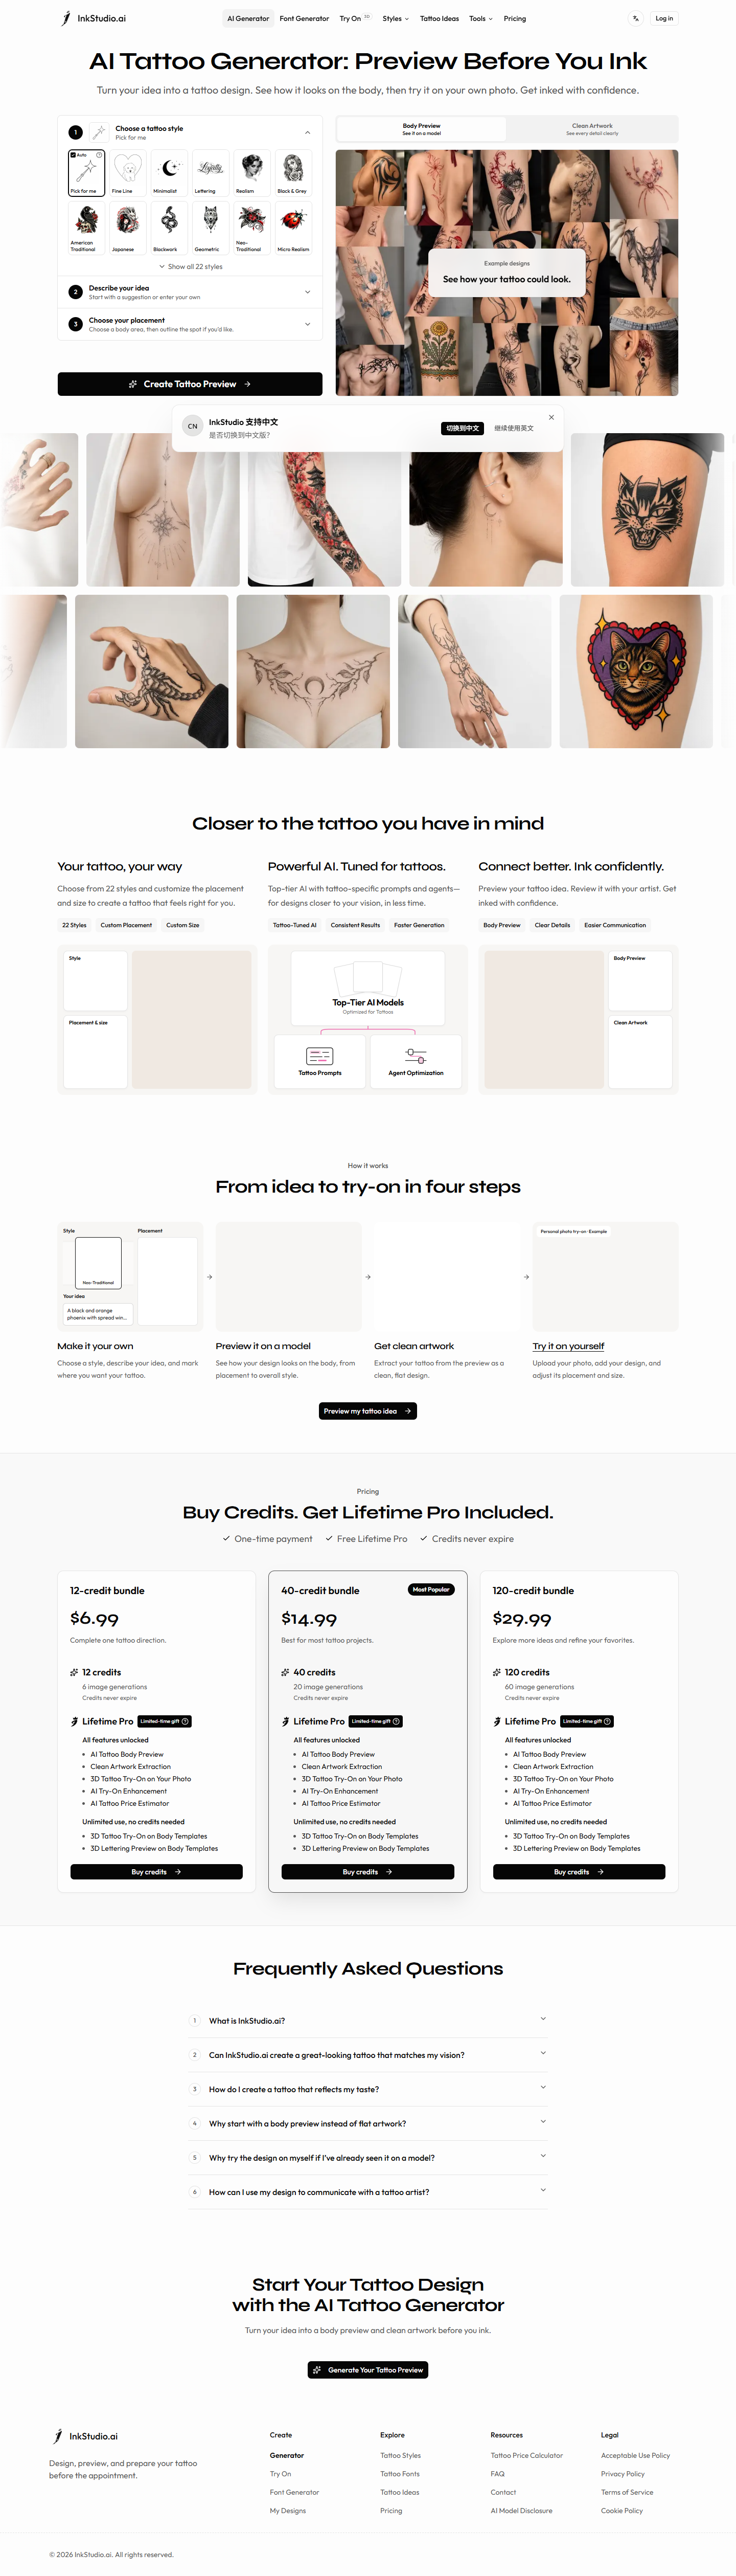 InkStudio.ai
AI Generator
Font Generator
Try On 3D
Styles
Tattoo Ideas
Tools
Pricing
Log in
AI Tattoo Generator: Preview Before You Ink
Turn your idea into a tattoo design. See how it looks on the body, then try it on your own photo. Get inked with confidence.
1
Choose a tattoo style
Pick for me
Auto
Pick for me
Fine Line
Minimalist
Lettering
Realism
Black & Grey
American
Traditional
Japanese
Blackwork
Geometric
Neo-
Traditional
Micro Realism
Show all 22 styles
2
Describe your idea
Start with a suggestion or enter your own
3
Choose your placement
Choose a body area, then outline the spot if you'd like.
Create Tattoo Preview
Body Preview
See it on a model
Clean Artwork
See every detail clearly
Example designs
See how your tattoo could look.
CN
InkStudio 支持中文
是否切换到中文版?
切换到中文
继续使用英文
Closer to the tattoo you have in mind
Your tattoo, your way
Choose from 22 styles and customize the placement
and size to create a tattoo that feels right for you.
22 Styles
Custom Placement
Custom Size
Style
Placement & size
Powerful AI. Tuned for tattoos.
Top-tier AI with tattoo-specific prompts and agents—
for designs closer to your vision, in less time.
Tattoo-Tuned AI
Consistent Results
Faster Generation
Top-Tier AI Models
Optimized for Tattoos
Tattoo Prompts
Agent Optimization
Connect better. Ink confidently.
Preview your tattoo idea. Review it with your artist. Get
inked with confidence.
Body Preview
Clear Details
Easier Communication
Body Preview
Clean Artwork
How it works
From idea to try-on in four steps
Style
Placement
Neo-Traditional
Your idea
A black and orange
phoenix with spread win...
Make it your own
Choose a style, describe your idea, and mark
where you want your tattoo.
Preview it on a model
See how your design looks on the body, from
placement to overall style.
Get clean artwork
Extract your tattoo from the preview as a
clean, flat design.
Personal photo try-on · Example
Try it on yourself
Upload your photo, add your design, and
adjust its placement and size.
Preview my tattoo idea
Pricing
Buy Credits. Get Lifetime Pro Included.
One-time payment
Free Lifetime Pro
Credits never expire
12-credit bundle
$6.99
Complete one tattoo direction.
12 credits
6 image generations
Credits never expire
Lifetime Pro
Limited-time gift
All features unlocked
AI Tattoo Body Preview
Clean Artwork Extraction
3D Tattoo Try-On on Your Photo
AI Try-On Enhancement
AI Tattoo Price Estimator
Unlimited use, no credits needed
3D Tattoo Try-On on Body Templates
3D Lettering Preview on Body Templates
Buy credits
40-credit bundle
Most Popular
$14.99
Best for most tattoo projects.
40 credits
20 image generations
Credits never expire
Lifetime Pro
Limited-time gift
All features unlocked
AI Tattoo Body Preview
Clean Artwork Extraction
3D Tattoo Try-On on Your Photo
AI Try-On Enhancement
AI Tattoo Price Estimator
Unlimited use, no credits needed
3D Tattoo Try-On on Body Templates
3D Lettering Preview on Body Templates
Buy credits
120-credit bundle
$29.99
Explore more ideas and refine your favorites.
120 credits
60 image generations
Credits never expire
Lifetime Pro
Limited-time gift
All features unlocked
AI Tattoo Body Preview
Clean Artwork Extraction
3D Tattoo Try-On on Your Photo
AI Try-On Enhancement
AI Tattoo Price Estimator
Unlimited use, no credits needed
3D Tattoo Try-On on Body Templates
3D Lettering Preview on Body Templates
Buy credits
Frequently Asked Questions
1 What is InkStudio.ai?
2 Can InkStudio.ai create a great-looking tattoo that matches my vision?
3 How do I create a tattoo that reflects my taste?
4 Why start with a body preview instead of flat artwork?
5 Why try the design on myself if I've already seen it on a model?
6 How can I use my design to communicate with a tattoo artist?
Start Your Tattoo Design
with the AI Tattoo Generator
Turn your idea into a body preview and clean artwork before you ink.
Generate Your Tattoo Preview
InkStudio.ai
Design, preview, and prepare your tattoo
before the appointment.
Create
Generator
Try On
Font Generator
My Designs
Explore
Tattoo Styles
Tattoo Fonts
Tattoo Ideas
Pricing
Resources
Tattoo Price Calculator
FAQ
Contact
AI Model Disclosure
Legal
Acceptable Use Policy
Privacy Policy
Terms of Service
Cookie Policy
© 2026 InkStudio.ai. All rights reserved.